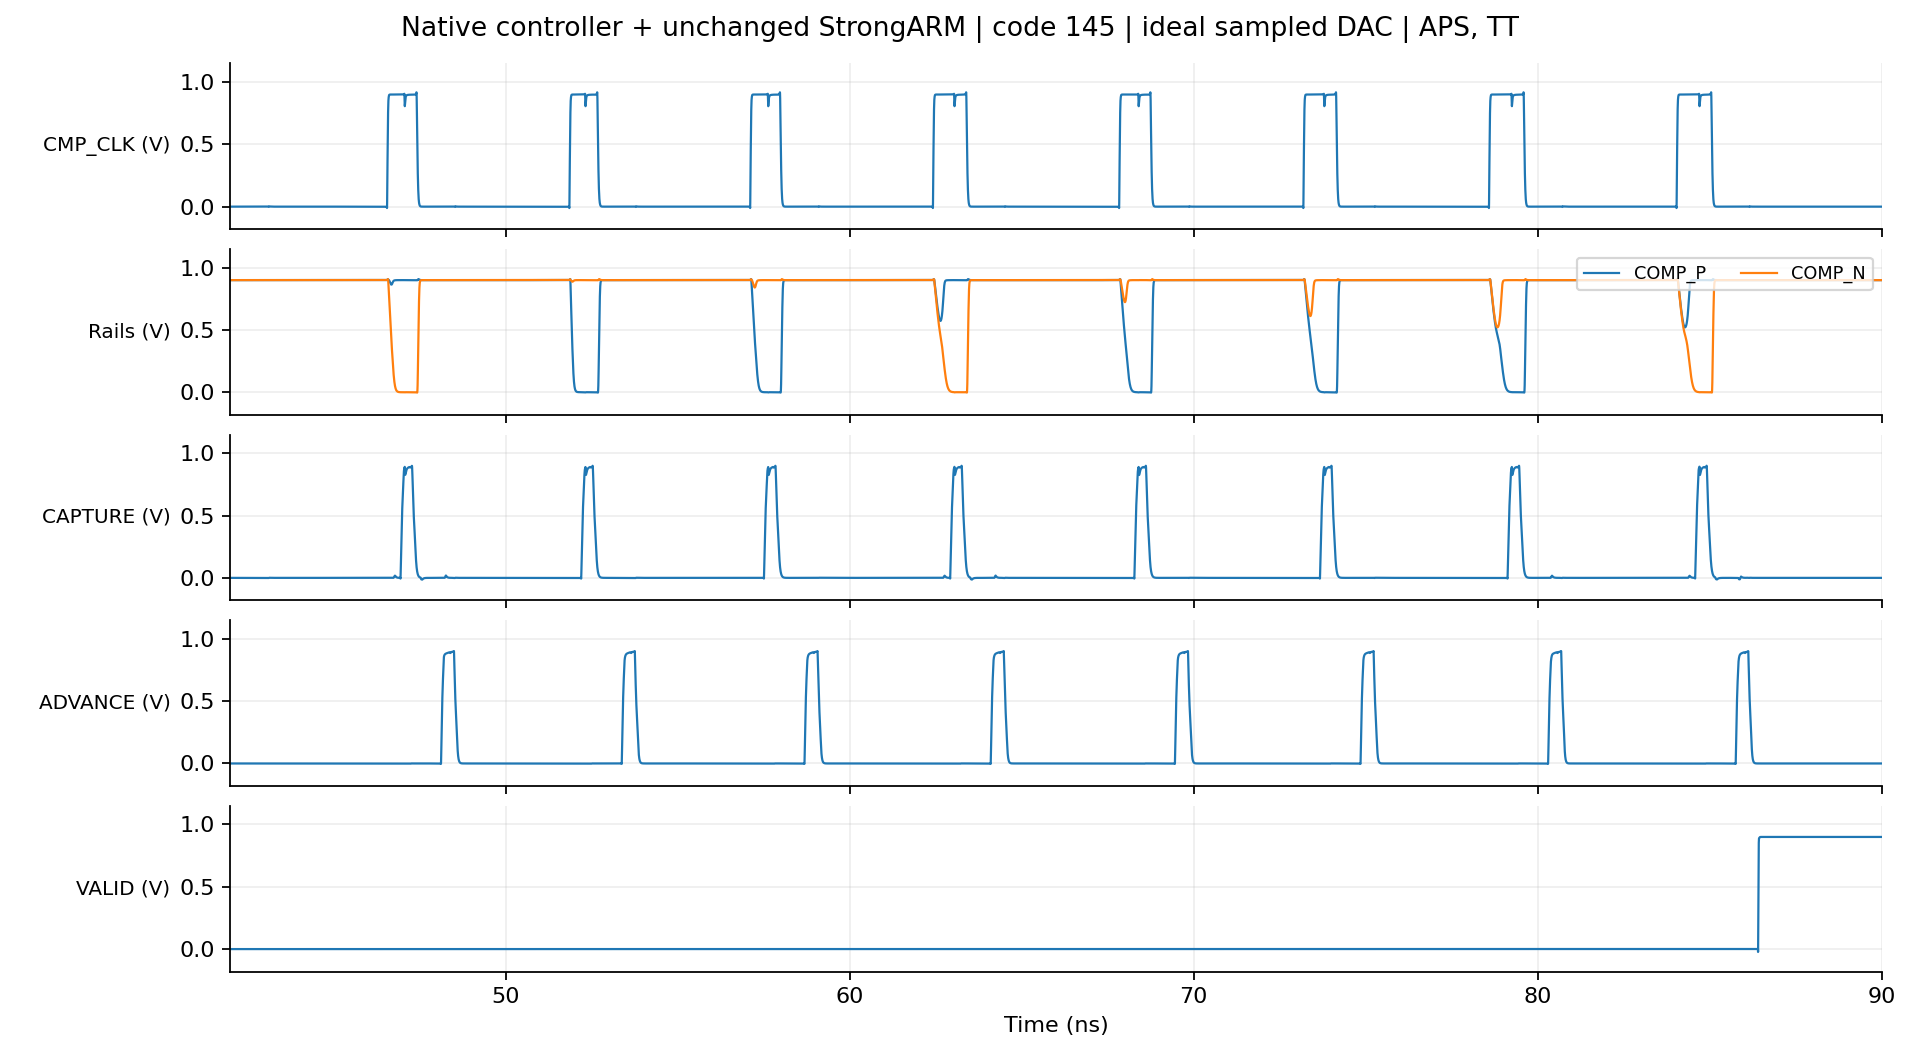 Native controller + unchanged StrongARM | code 145 | ideal sampled DAC | APS, TT
1.0
CMP_CLK (V) 0.5
0.0
1.0
COMP_P COMP_N
Rails (V) 0.5
0.0
1.0
CAPTURE (V) 0.5
0.0
1.0
ADVANCE (V) 0.5
0.0
1.0
VALID (V) 0.5
0.0
50 60 70 80 90
Time (ns)